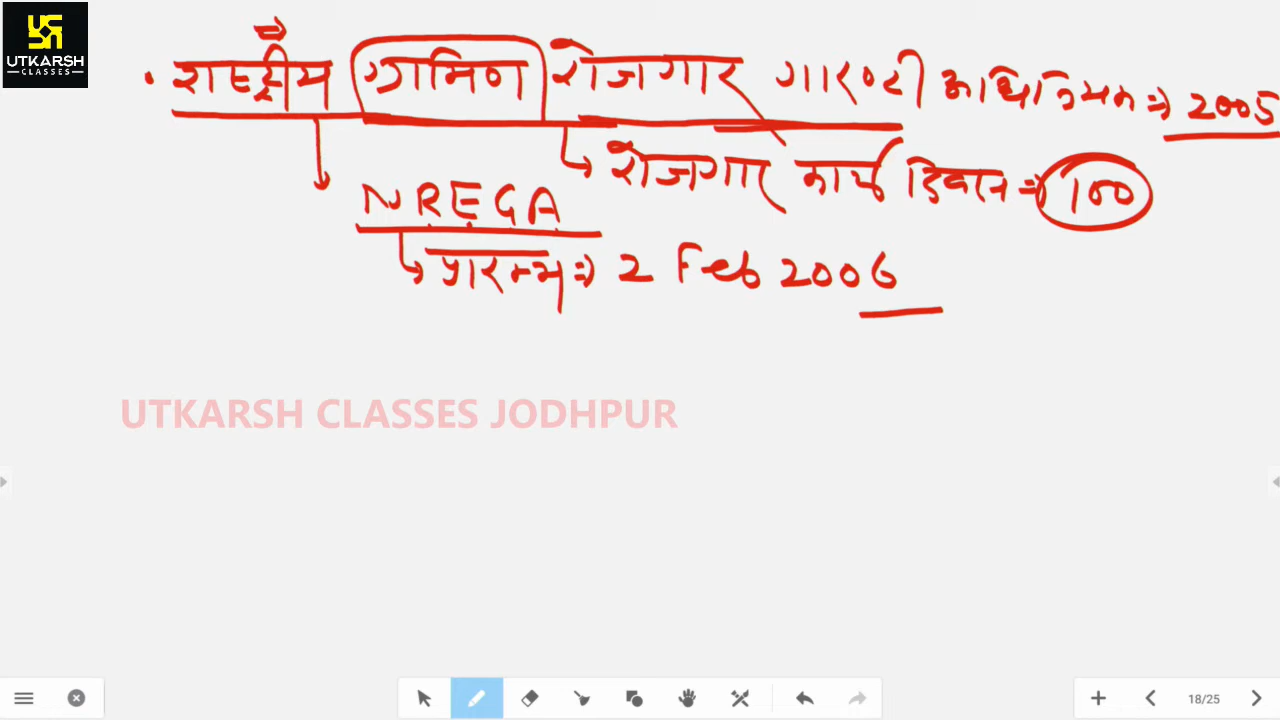 UTKARSH
CLASSES
राष्ट्रीय ग्रामिण रोजगार गारण्टी अधिनियम ⇒ 2005
रोजगार कार्य दिवस ⇒ 100
NREGA
प्रारम्भ ⇒ 2 Feb 2006
UTKARSH CLASSES JODHPUR
18/25